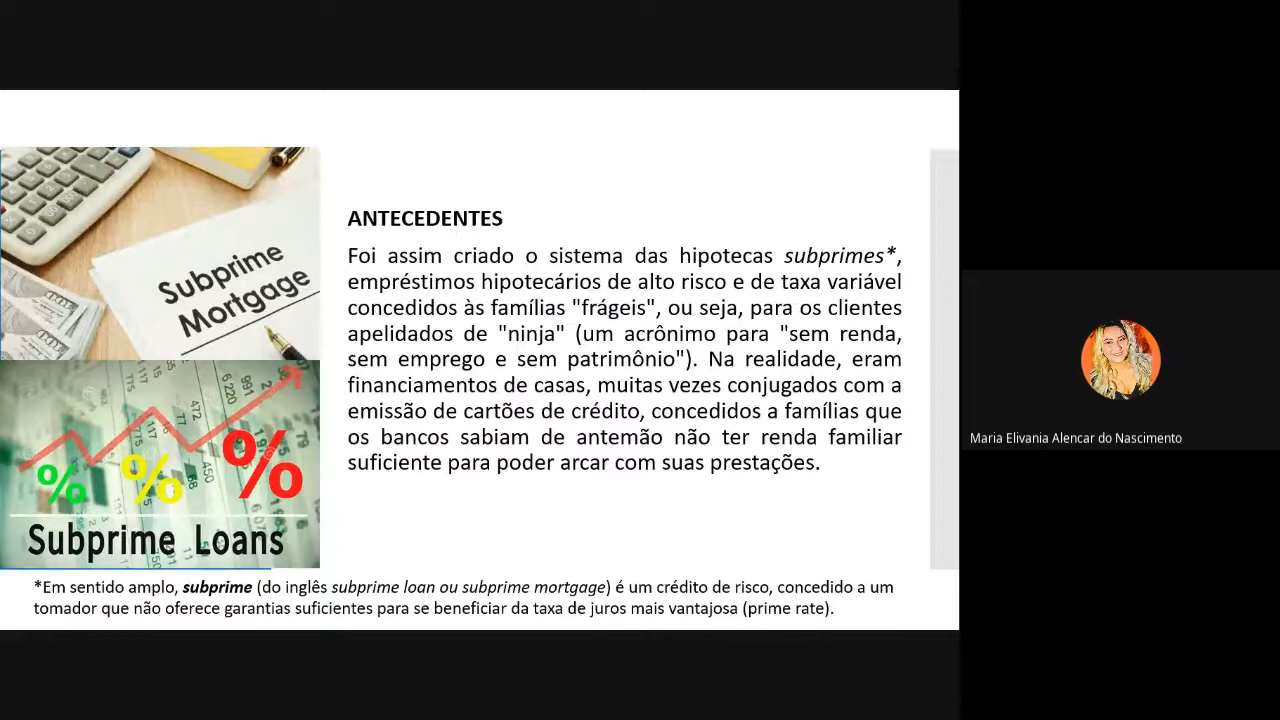 Subprime
Mortgage
Subprime Loans
ANTECEDENTES
Foi assim criado o sistema das hipotecas subprimes*,
empréstimos hipotecários de alto risco e de taxa variável
concedidos às famílias "frágeis", ou seja, para os clientes
apelidados de "ninja" (um acrônimo para "sem renda,
sem emprego e sem patrimônio"). Na realidade, eram
financiamentos de casas, muitas vezes conjugados com a
emissão de cartões de crédito, concedidos a famílias que
os bancos sabiam de antemão não ter renda familiar
suficiente para poder arcar com suas prestações.
*Em sentido amplo, subprime (do inglês subprime loan ou subprime mortgage) é um crédito de risco, concedido a um
tomador que não oferece garantias suficientes para se beneficiar da taxa de juros mais vantajosa (prime rate).
Maria Elivania Alencar do Nascimento